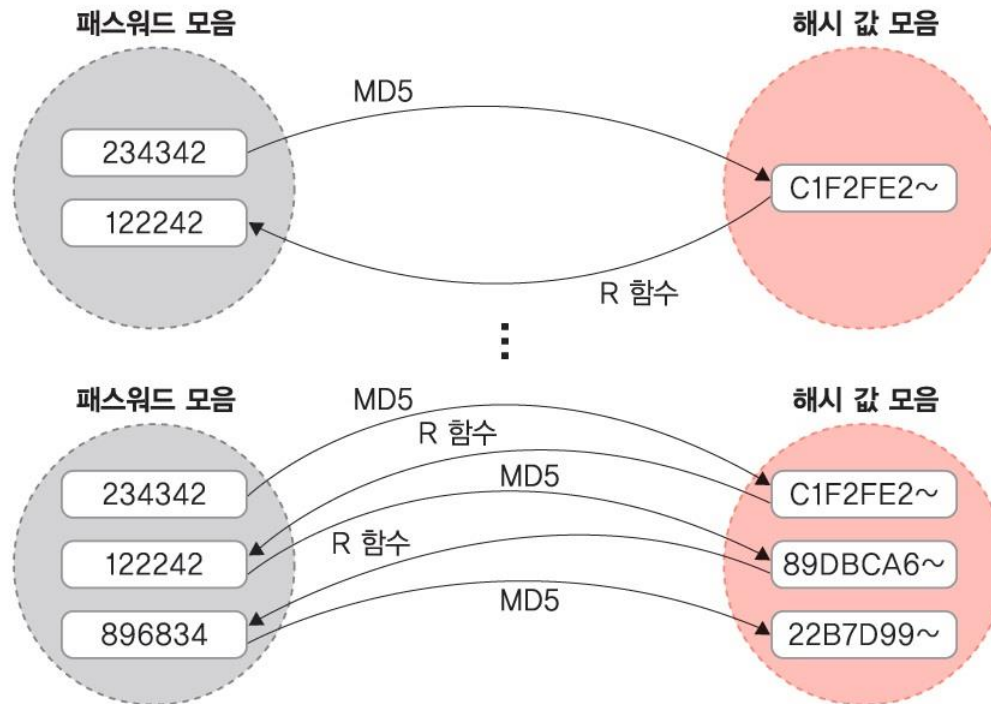 패스워드 모음
해시 값 모음
MD5
234342
122242
C1F2FE2~
R 함수
패스워드 모음
해시 값 모음
MD5
R 함수
234342
MD5
C1F2FE2~
122242
R 함수
89DBCA6~
896834
MD5
22B7D99~